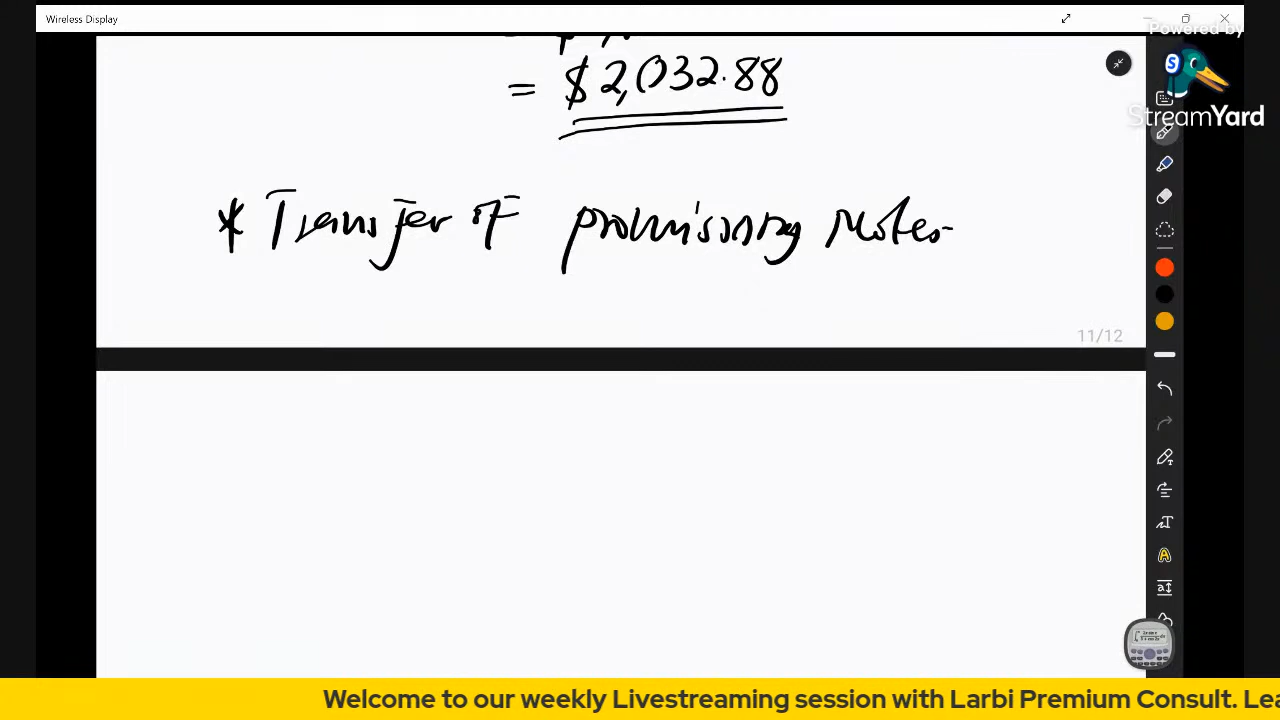 Wireless Display
Powered by
= $2,032.88
StreamYard
* Transfer of promissory Notes-
11/12
Welcome to our weekly Livestreaming session with Larbi Premium Consult. Lea